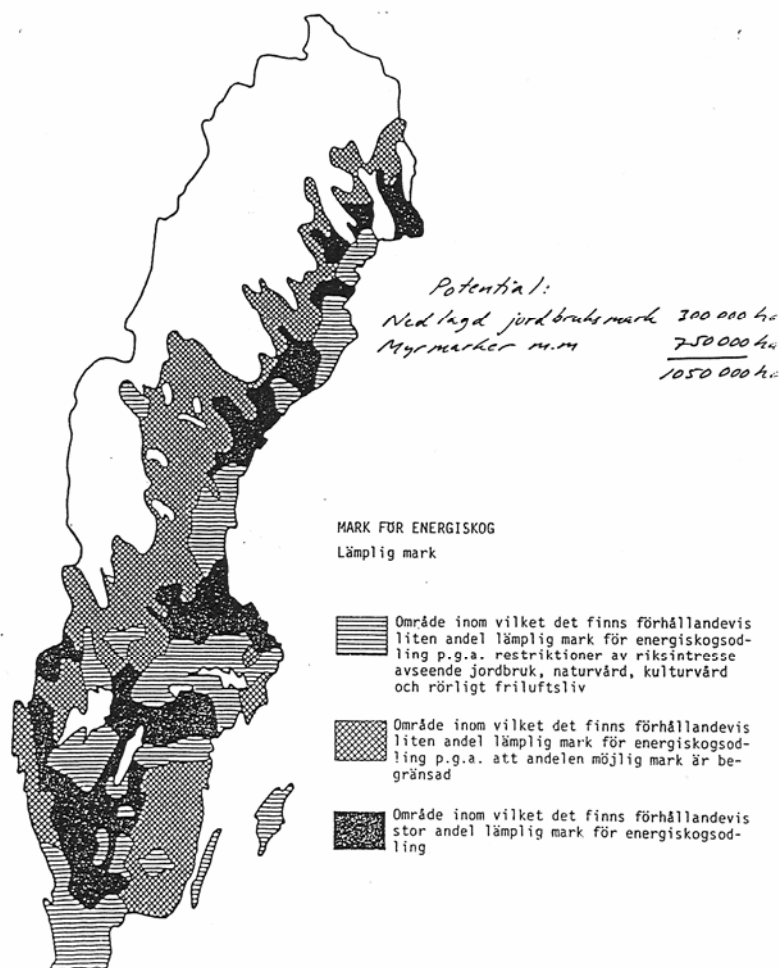 Potential:
Nedlagd jordbruksmark 300 000 ha
Myrmarker m.m 750 000 ha
1050 000 ha
MARK FÖR ENERGISKOG
Lämplig mark
Område inom vilket det finns förhållandevis
liten andel lämplig mark för energiskogsod-
ling p.g.a. restriktioner av riksintresse
avseende jordbruk, naturvård, kulturvård
och rörligt friluftsliv
Område inom vilket det finns förhållandevis
liten andel lämplig mark för energiskogsod-
ling p.g.a. att andelen möjlig mark är be-
gränsad
Område inom vilket det finns förhållandevis
stor andel lämplig mark för energiskogsod-
ling